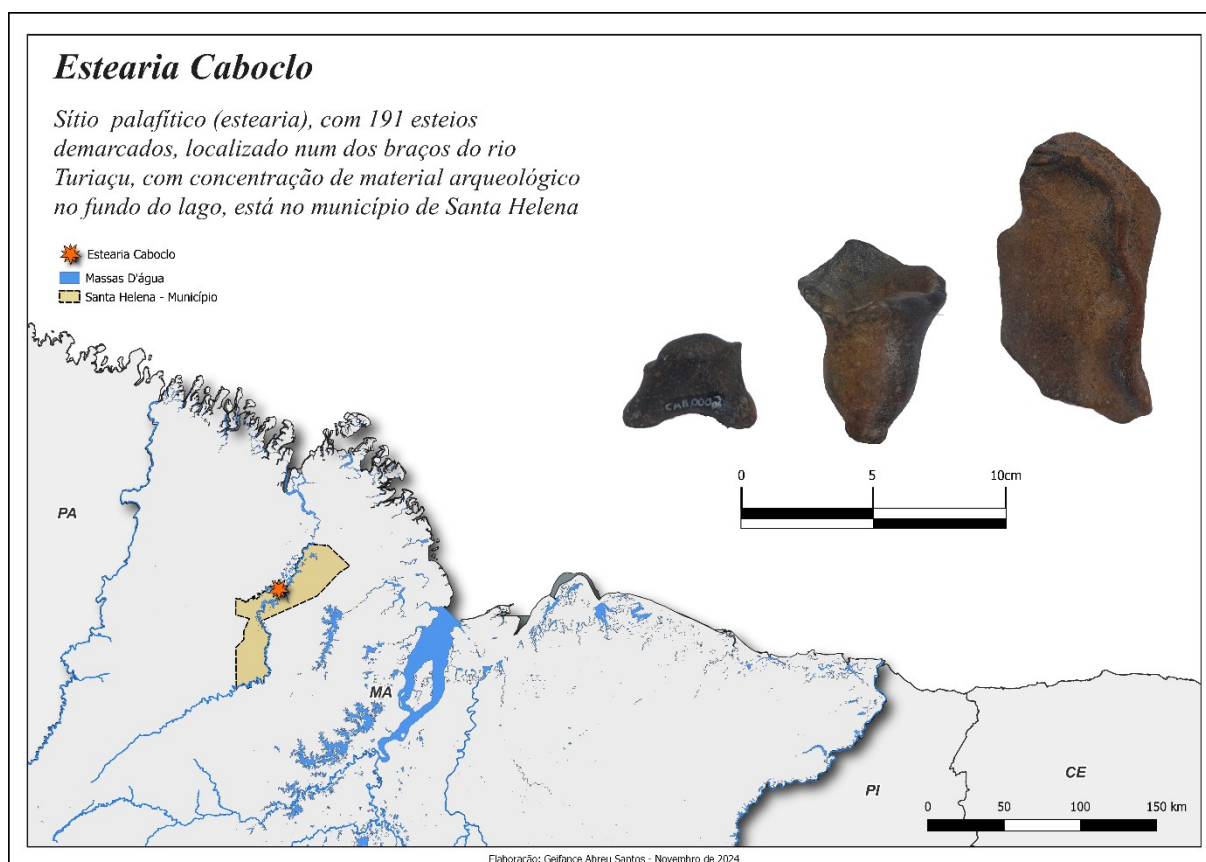 Estearia Caboclo
Sítio palafítico (estearia), com 191 esteios
demarcados, localizado num dos braços do rio
Turiaçu, com concentração de material arqueológico
no fundo do lago, está no município de Santa Helena
Estearia Caboclo
Massas D'água
Santa Helena - Município
CAB.0002
0 5 10cm
PA
MA
PI
CE
0 50 100 150 km
Elaboração: Geifance Abreu Santos - Novembro de 2024